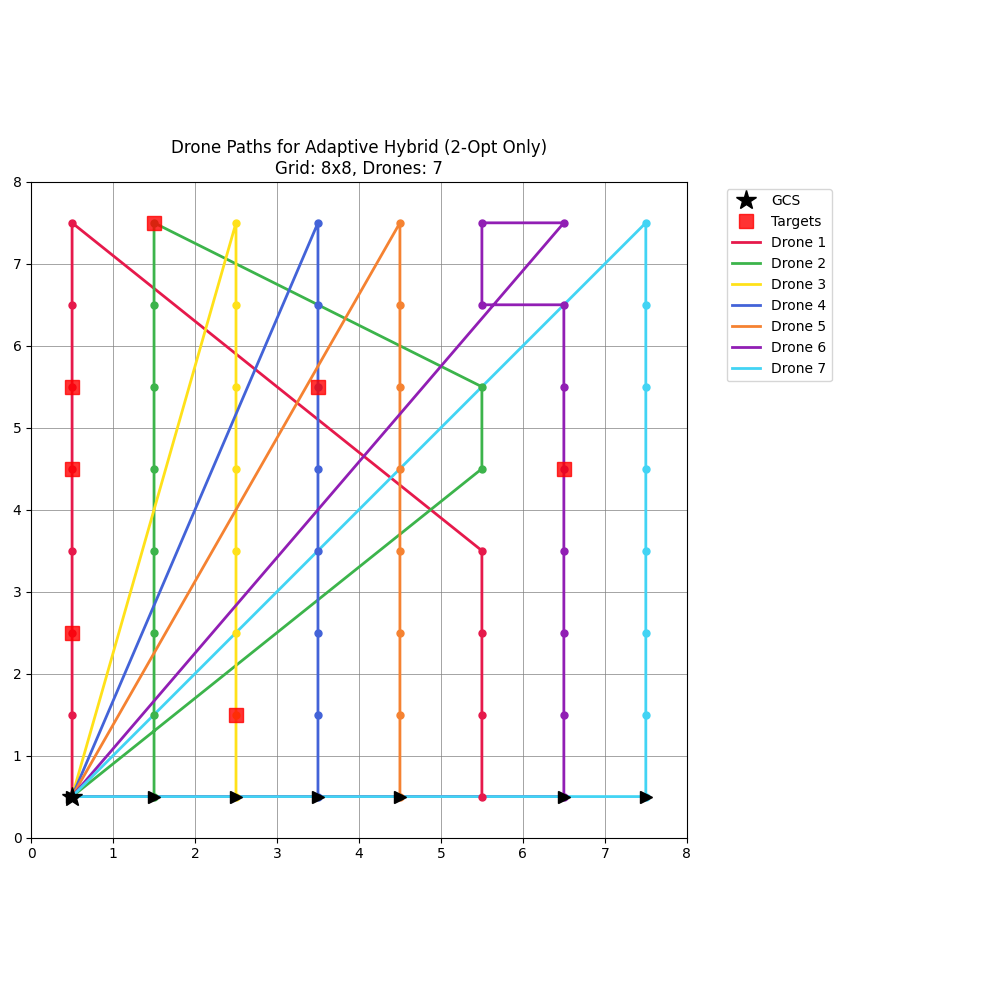 Drone Paths for Adaptive Hybrid (2-Opt Only)
Grid: 8x8, Drones: 7
8
7
6
5
4
3
2
1
0
0 1 2 3 4 5 6 7 8
GCS
Targets
Drone 1
Drone 2
Drone 3
Drone 4
Drone 5
Drone 6
Drone 7